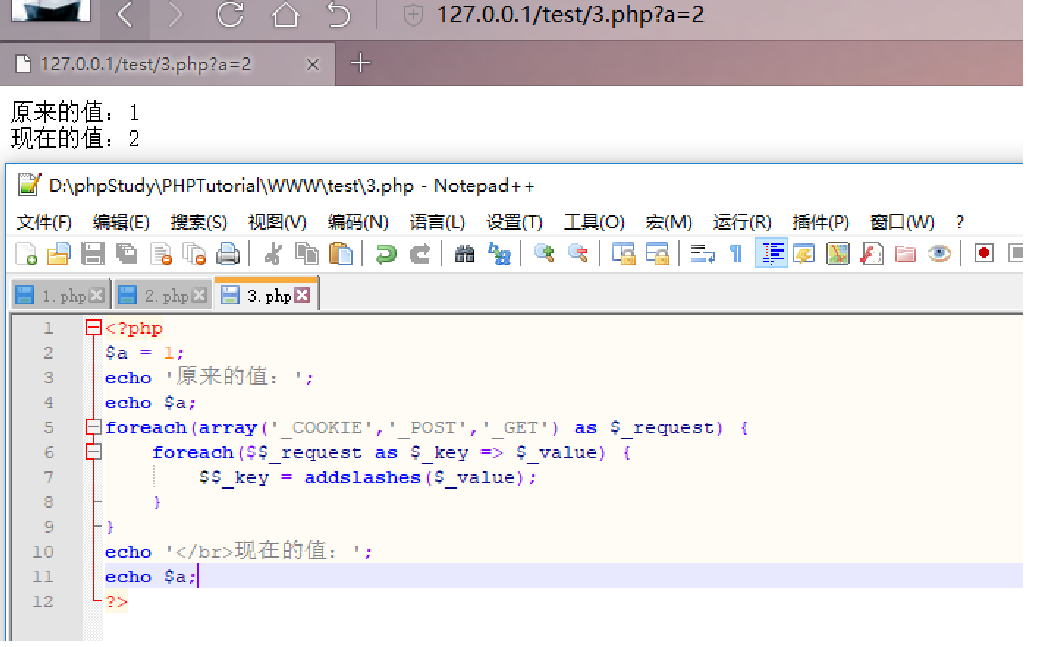 127.0.0.1/test/3.php?a=2
127.0.0.1/test/3.php?a=2
原来的值：1
现在的值：2
D:\phpStudy\PHPTutorial\WWW\test\3.php - Notepad++
文件(F) 编辑(E) 搜索(S) 视图(V) 编码(N) 语言(L) 设置(T) 工具(O) 宏(M) 运行(R) 插件(P) 窗口(W) ?
1.php 2.php 3.php
1 <?php
2 $a = 1;
3 echo '原来的值：';
4 echo $a;
5 foreach(array('_COOKIE','_POST','_GET') as $_request) {
6 foreach($$_request as $_key => $_value) {
7 $$_key = addslashes($_value);
8 }
9 }
10 echo '</br>现在的值：';
11 echo $a;
12 ?>